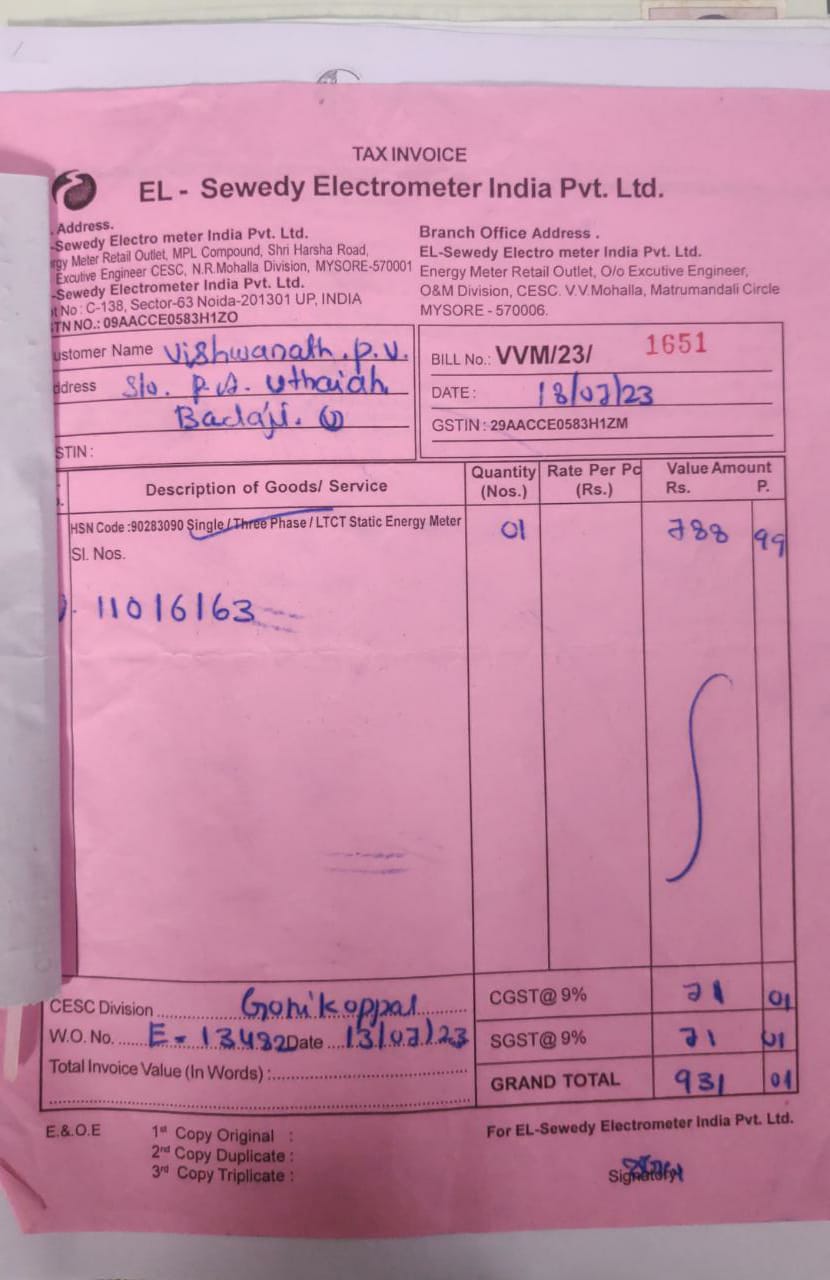 TAX INVOICE
EL - Sewedy Electrometer India Pvt. Ltd.
Address.
-Sewedy Electro meter India Pvt. Ltd.
rgy Meter Retail Outlet, MPL Compound, Shri Harsha Road,
Excutive Engineer CESC, N.R.Mohalla Division, MYSORE-570001
-Sewedy Electrometer India Pvt. Ltd.
t No : C-138, Sector-63 Noida-201301 UP, INDIA
TN NO.: 09AACCE0583H1ZO
Branch Office Address .
EL-Sewedy Electro meter India Pvt. Ltd.
Energy Meter Retail Outlet, O/o Excutive Engineer,
O&M Division, CESC. V.V.Mohalla, Matrumandali Circle
MYSORE - 570006.
ustomer Name Vishwanath. P.V.
ddress S/o. P.A. Uthaiah
Badaji. (V)
STIN :
BILL No.: VVM/23/ 1651
DATE : 18/07/23
GSTIN : 29AACCE0583H1ZM
Description of Goods/ Service
Quantity (Nos.)
Rate Per Pc (Rs.)
Value Amount
Rs. P.
HSN Code :90283090 Single / Three Phase / LTCT Static Energy Meter 01 788 99
Sl. Nos.
11016163
CESC Division Gonikoppal
W.O. No. E-13482 Date 13/07/23
Total Invoice Value (In Words) :
CGST@ 9% 71 01
SGST@ 9% 71 01
GRAND TOTAL 931 01
E.& O.E
1st Copy Original :
2nd Copy Duplicate :
3rd Copy Triplicate :
For EL-Sewedy Electrometer India Pvt. Ltd.
Signatory